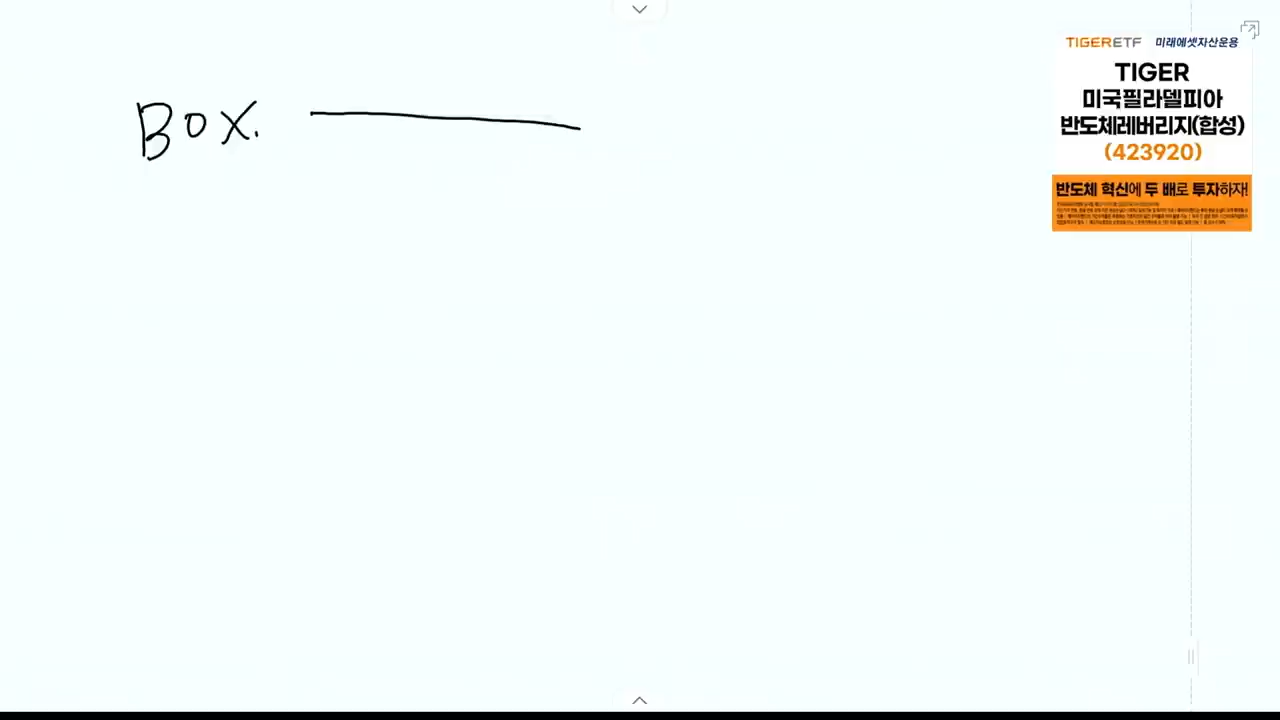 BOX.
TIGER ETF 미래에셋자산운용
TIGER
미국필라델피아
반도체레버리지(합성)
(423920)
반도체 혁신에 두 배로 투자하자!